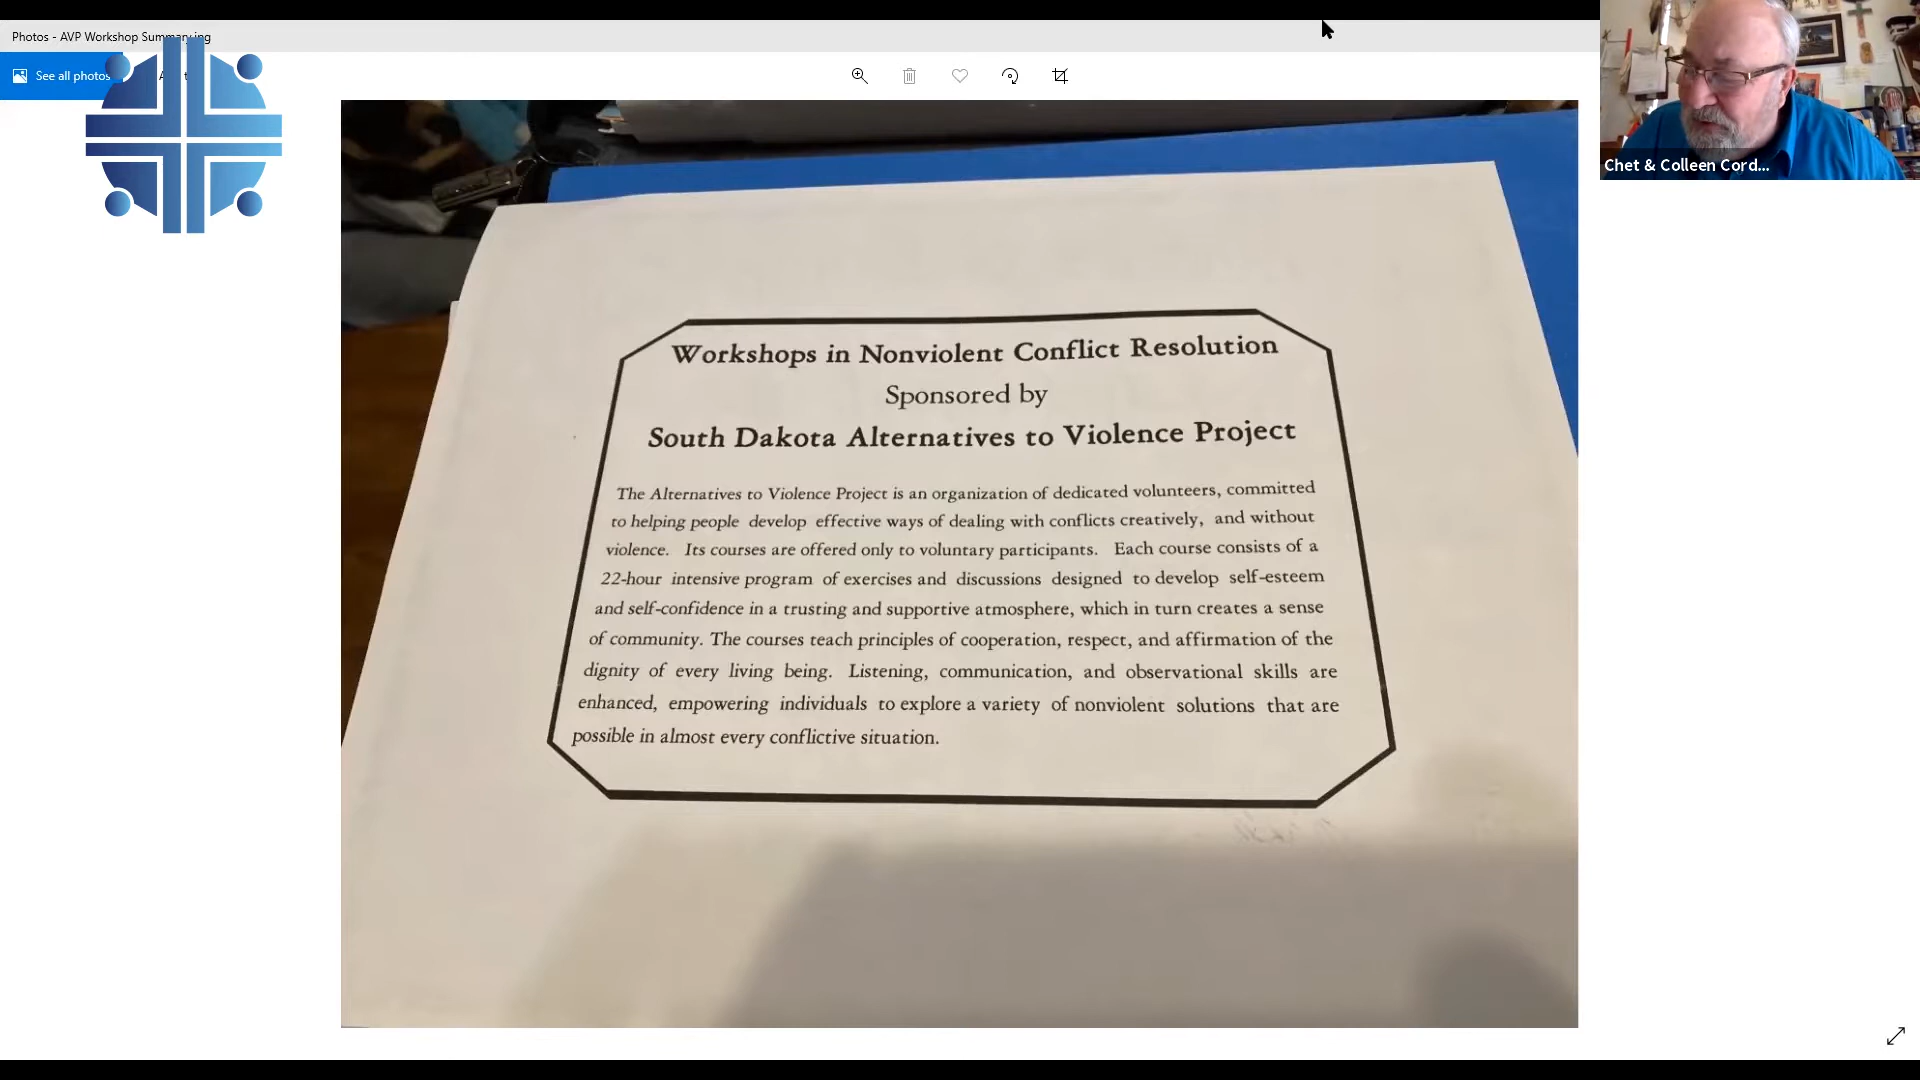 Photos - AVP Workshop Summary.jpg
See all photos
Chet & Colleen Cord...
Workshops in Nonviolent Conflict Resolution
Sponsored by
South Dakota Alternatives to Violence Project
The Alternatives to Violence Project is an organization of dedicated volunteers, committed
to helping people develop effective ways of dealing with conflicts creatively, and without
violence. Its courses are offered only to voluntary participants. Each course consists of a
22-hour intensive program of exercises and discussions designed to develop self-esteem
and self-confidence in a trusting and supportive atmosphere, which in turn creates a sense
of community. The courses teach principles of cooperation, respect, and affirmation of the
dignity of every living being. Listening, communication, and observational skills are
enhanced, empowering individuals to explore a variety of nonviolent solutions that are
possible in almost every conflictive situation.